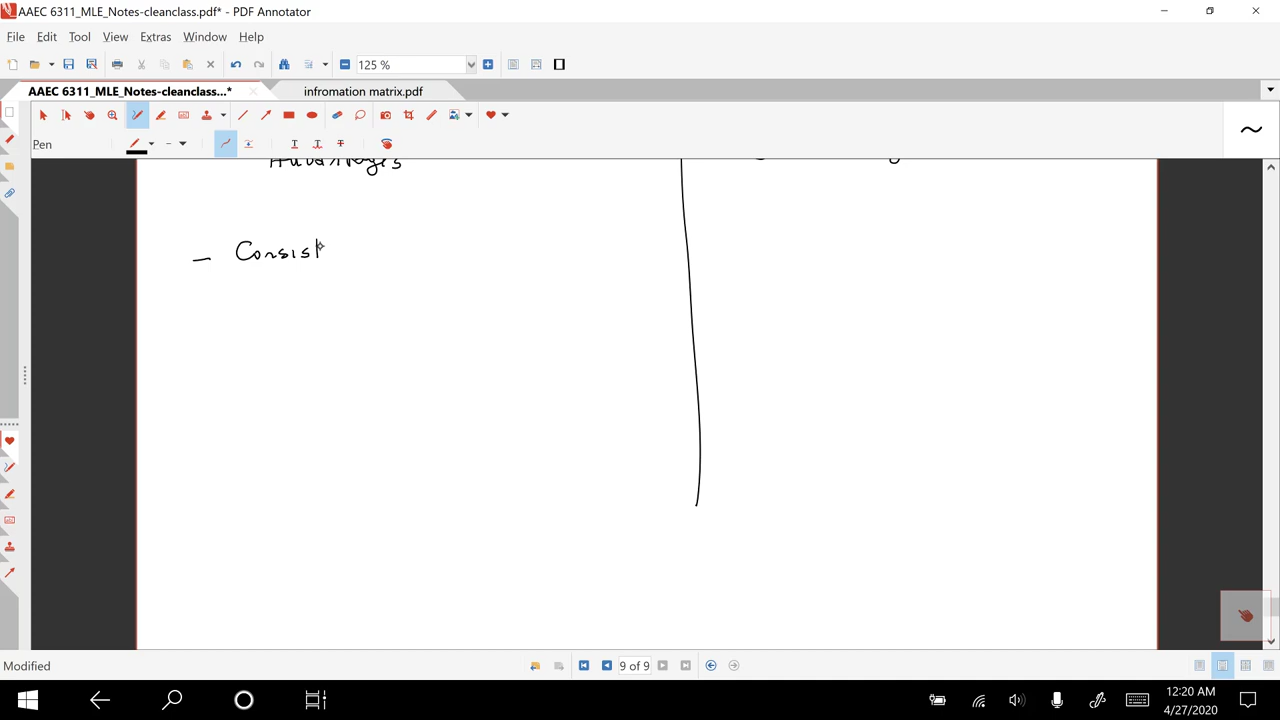 AAEC 6311_MLE_Notes-cleanclass.pdf* - PDF Annotator
File Edit Tool View Extras Window Help
125 %
AAEC 6311_MLE_Notes-cleanclass...* infromation matrix.pdf
Pen
Advantages
- Consist
Modified 9 of 9
12:20 AM
4/27/2020